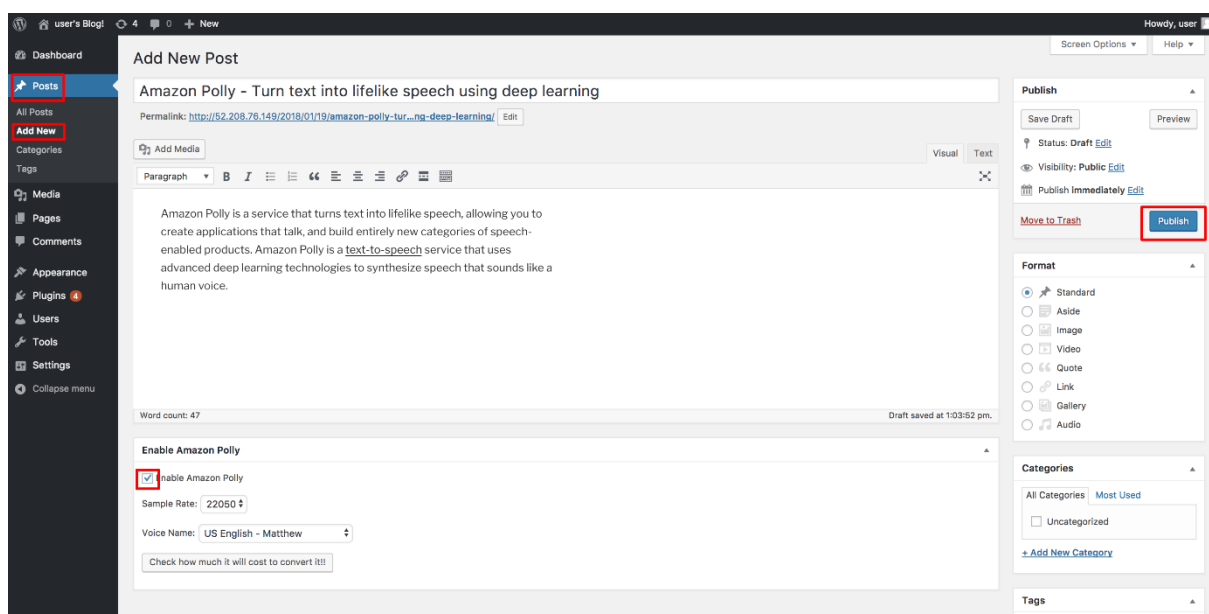 user's Blog! 4 0 + New Howdy, user
Screen Options Help
Dashboard
Posts
All Posts
Add New
Categories
Tags
Media
Pages
Comments
Appearance
Plugins 4
Users
Tools
Settings
Collapse menu
Add New Post
Amazon Polly - Turn text into lifelike speech using deep learning
Permalink: http://52.208.76.149/2018/01/19/amazon-polly-tur...ng-deep-learning/ Edit
Add Media
Visual Text
Paragraph B I
Amazon Polly is a service that turns text into lifelike speech, allowing you to
create applications that talk, and build entirely new categories of speech-
enabled products. Amazon Polly is a text-to-speech service that uses
advanced deep learning technologies to synthesize speech that sounds like a
human voice.
Word count: 47 Draft saved at 1:03:52 pm.
Enable Amazon Polly
Enable Amazon Polly
Sample Rate: 22050
Voice Name: US English - Matthew
Check how much it will cost to convert it!!
Publish
Save Draft Preview
Status: Draft Edit
Visibility: Public Edit
Publish immediately Edit
Move to Trash Publish
Format
Standard
Aside
Image
Video
Quote
Link
Gallery
Audio
Categories
All Categories Most Used
Uncategorized
+ Add New Category
Tags